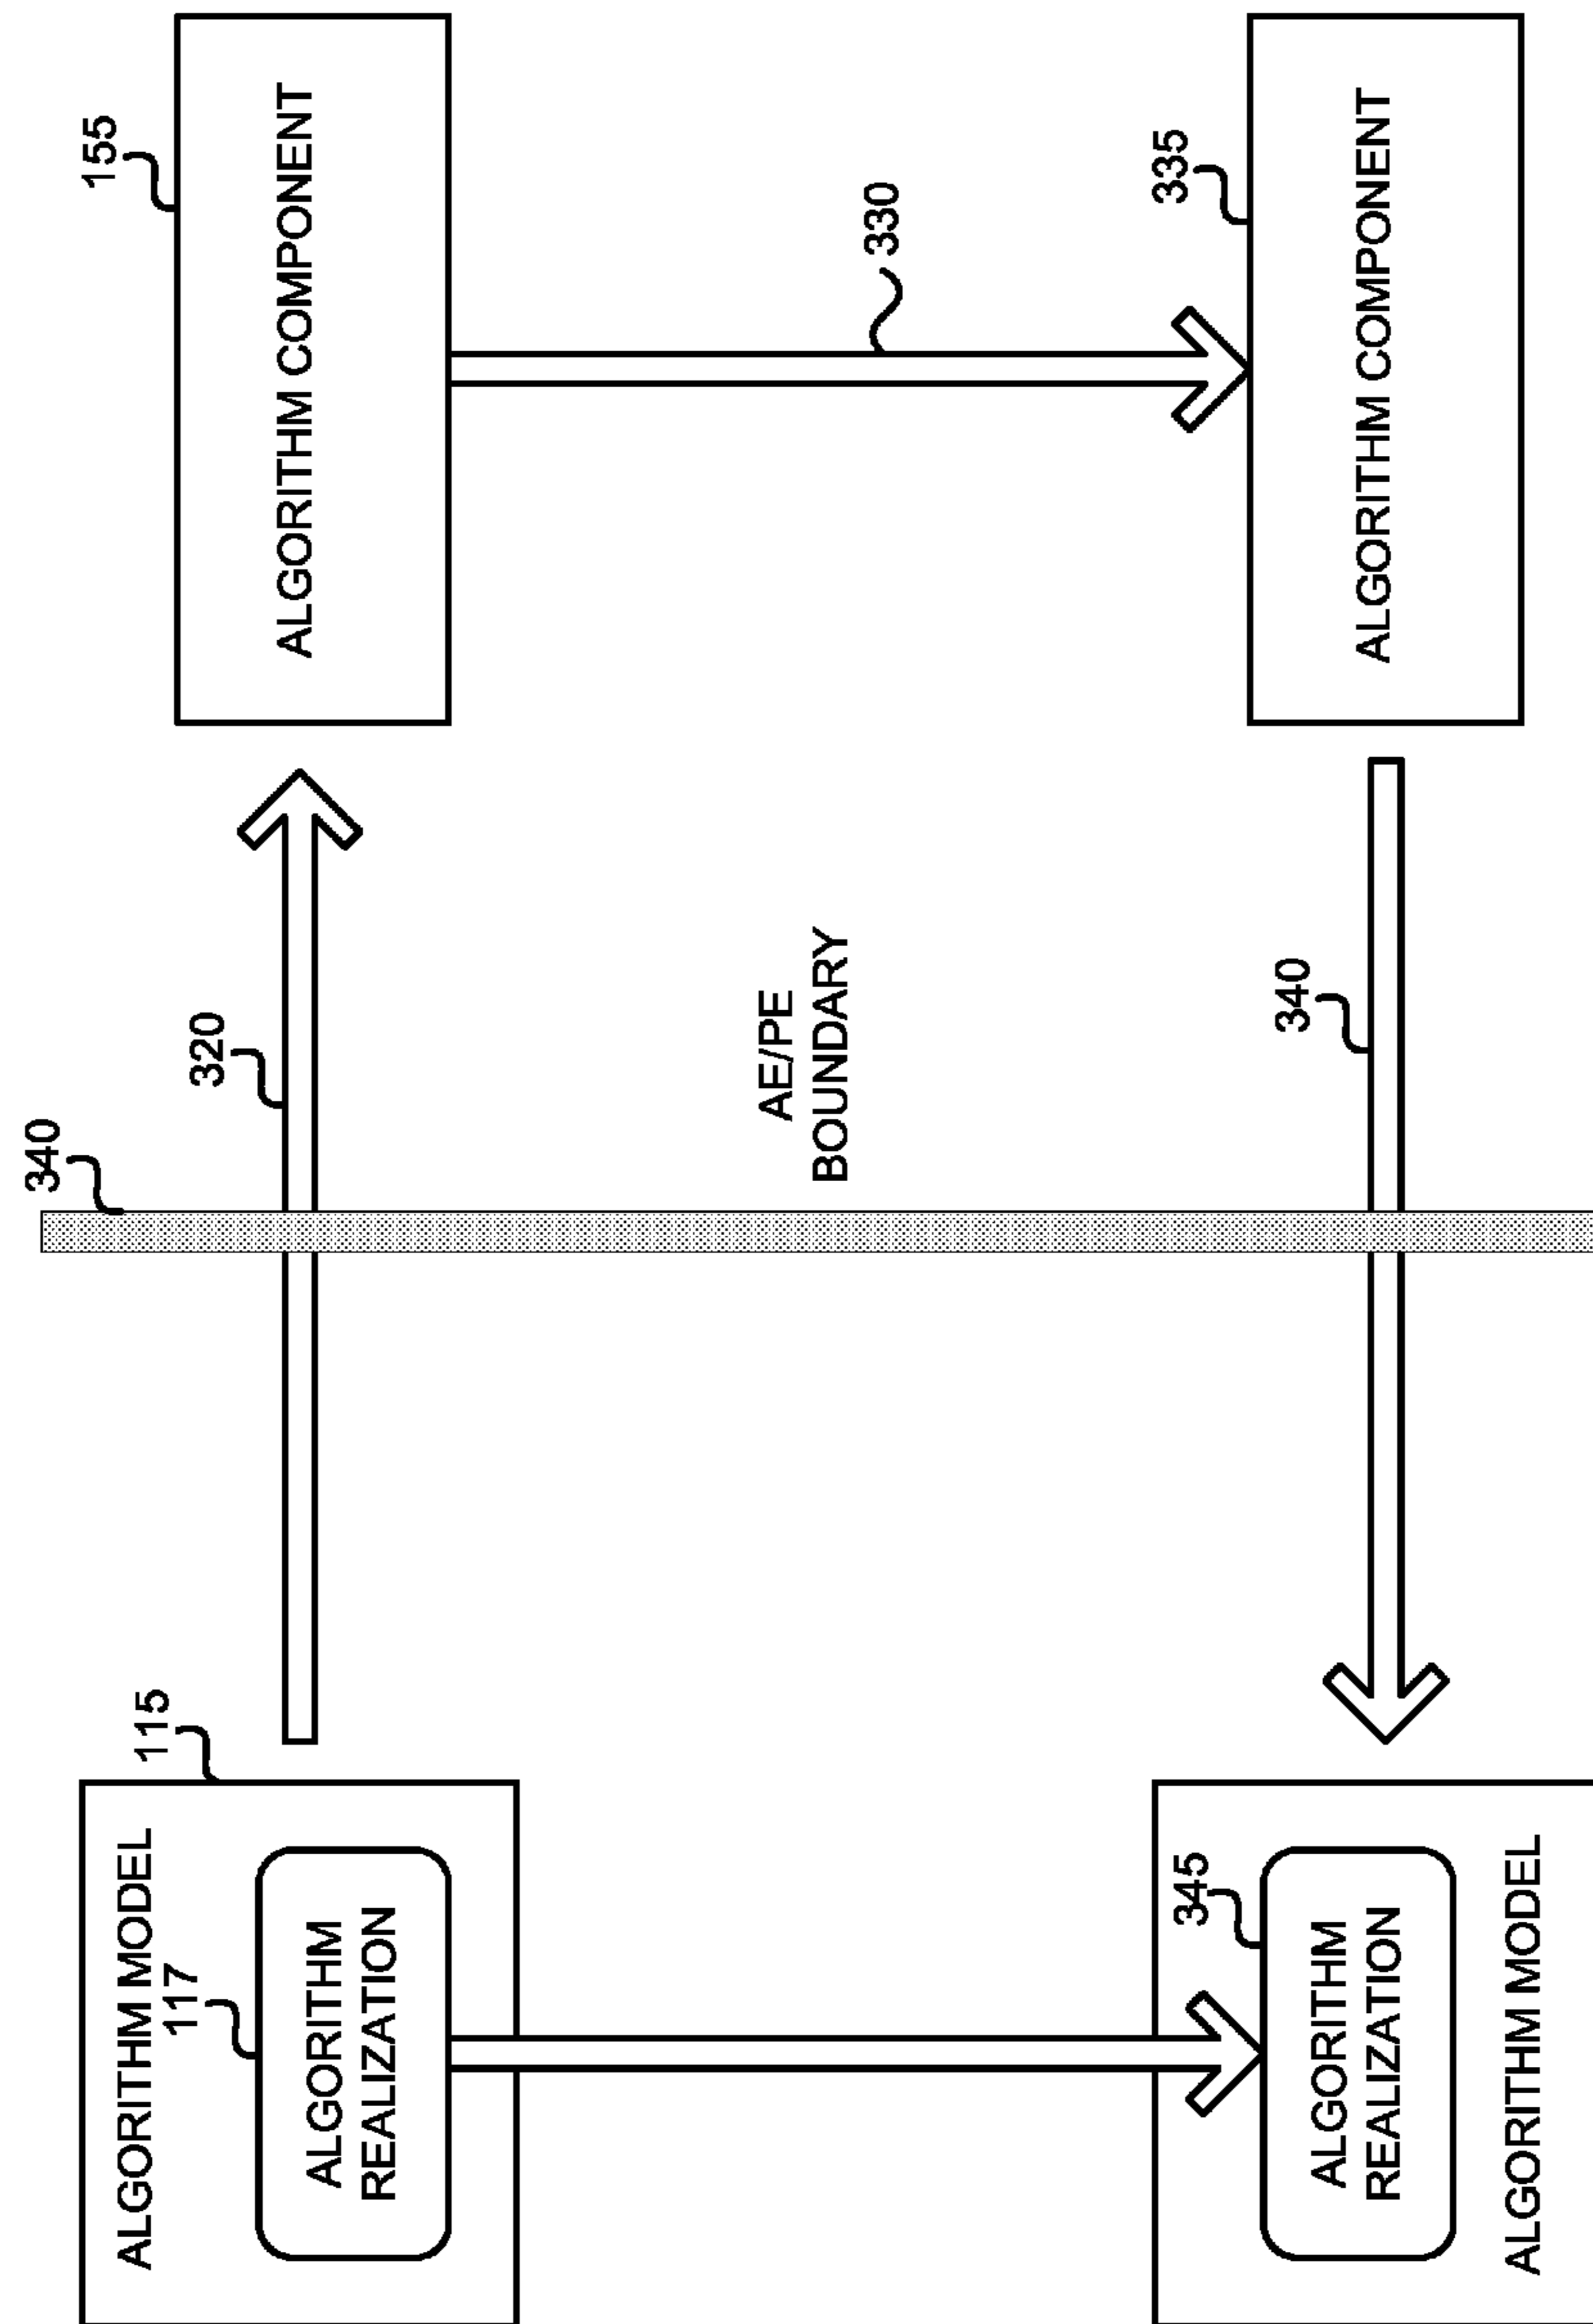 340
155
ALGORITHM MODEL
115
117
320
ALGORITHM
REALIZATION
ALGORITHM COMPONENT
AE/PE
BOUNDARY
330
345
340
335
ALGORITHM
REALIZATION
ALGORITHM COMPONENT
ALGORITHM MODEL